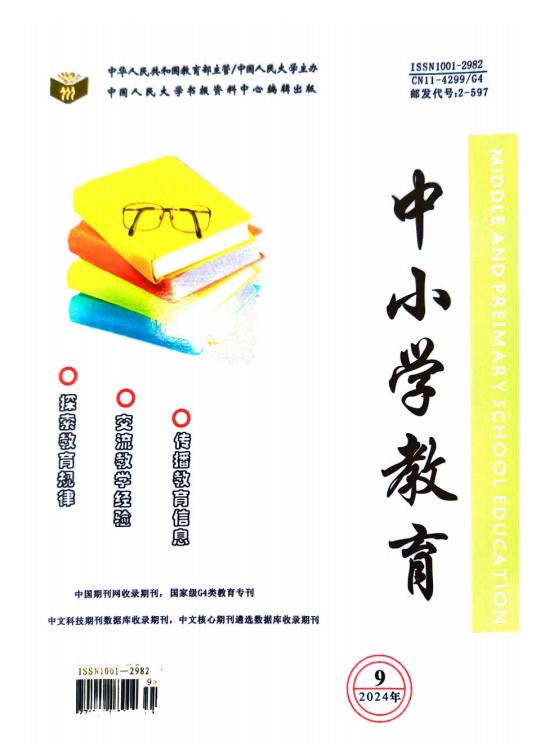 中华人民共和国教育部主管/中国人民大学主办
中国人民大学书报资料中心编辑出版
ISSN1001-2982
CN11-4299/G4
邮发代号:2-597
中小学教育
MIDDLE AND PREIMARY SCHOOL EDUCATION
探索教育规律
交流教学经验
传播教育信息
中国期刊网收录期刊，国家级G4类教育专刊
中文科技期刊数据库收录期刊，中文核心期刊遴选数据库收录期刊
ISSN1001—2982
9>
9
2024年